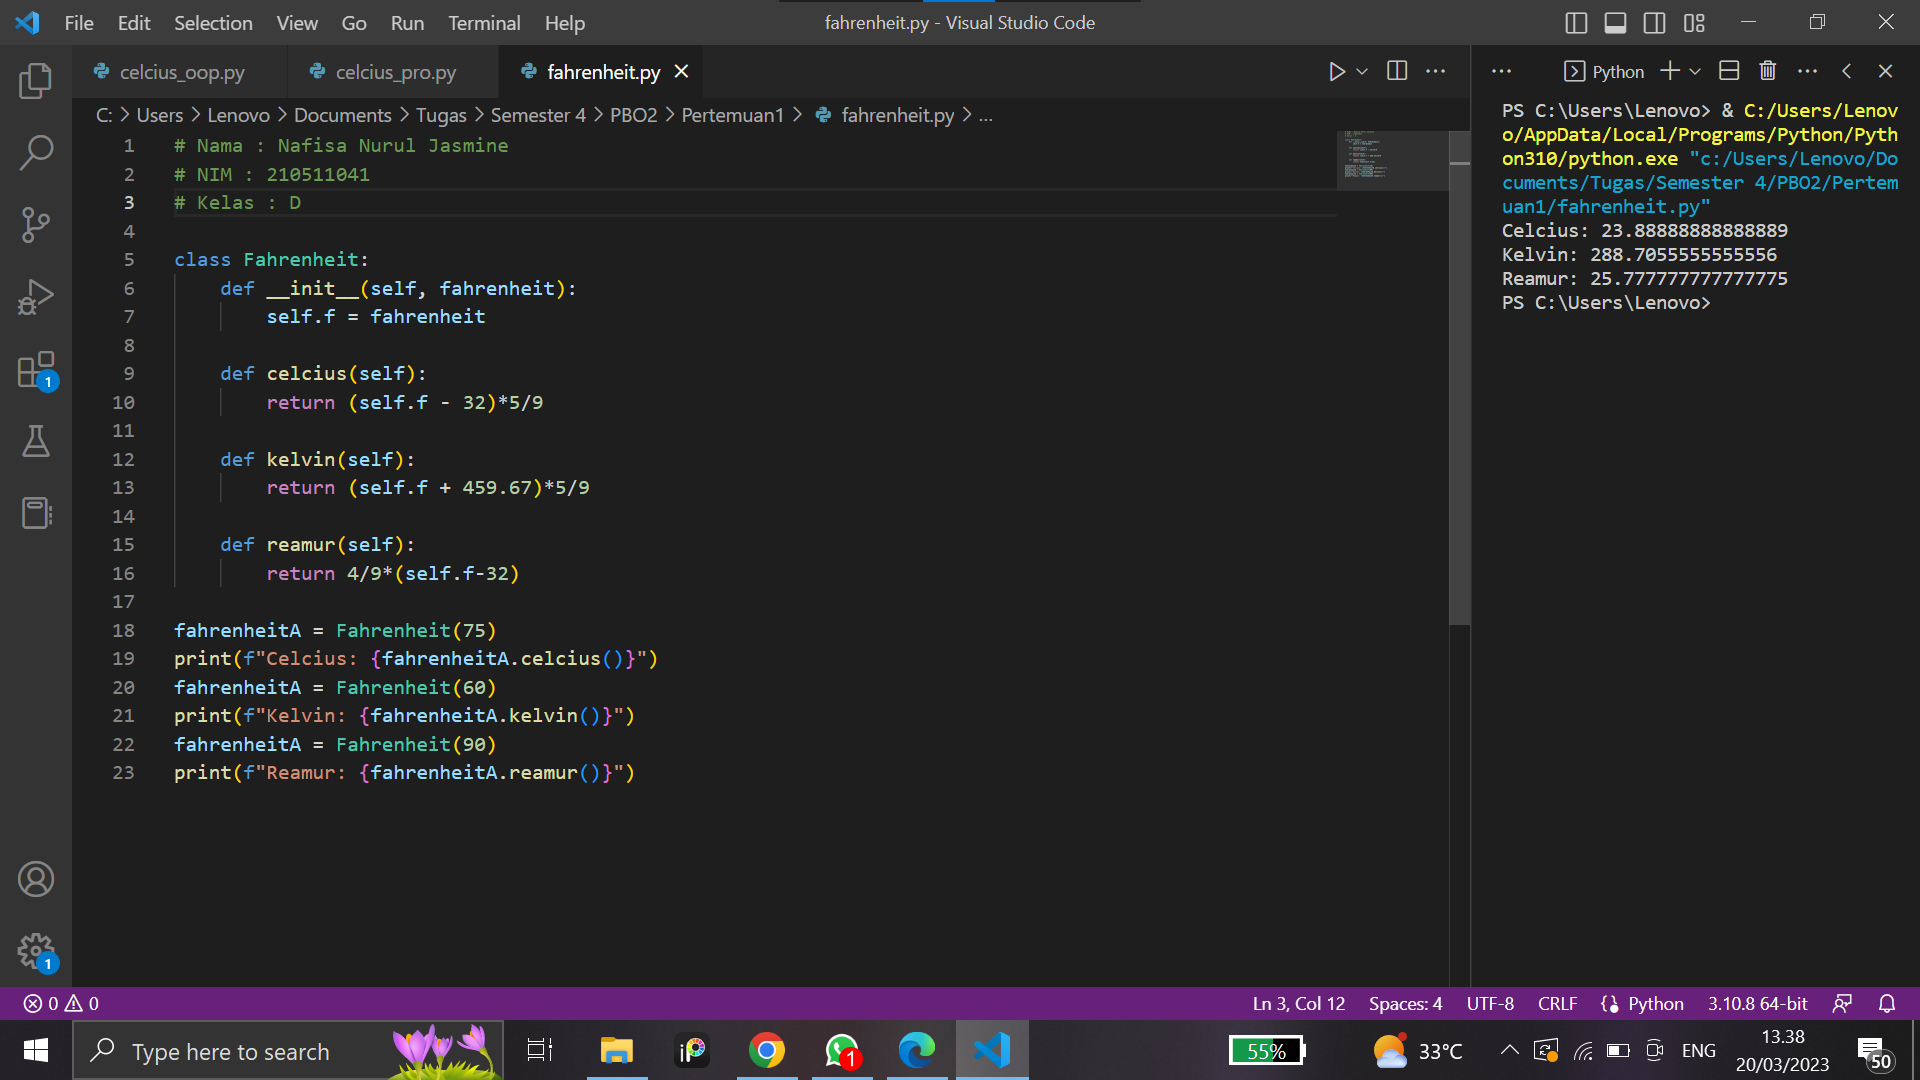 File Edit Selection View Go Run Terminal Help
fahrenheit.py - Visual Studio Code
celcius_oop.py celcius_pro.py fahrenheit.py
C: > Users > Lenovo > Documents > Tugas > Semester 4 > PBO2 > Pertemuan1 > fahrenheit.py > ...
1 # Nama : Nafisa Nurul Jasmine
2 # NIM : 210511041
3 # Kelas : D
4
5 class Fahrenheit:
6     def __init__(self, fahrenheit):
7         self.f = fahrenheit
8
9     def celcius(self):
10         return (self.f - 32)*5/9
11
12     def kelvin(self):
13         return (self.f + 459.67)*5/9
14
15     def reamur(self):
16         return 4/9*(self.f-32)
17
18 fahrenheitA = Fahrenheit(75)
19 print(f"Celcius: {fahrenheitA.celcius()}")
20 fahrenheitA = Fahrenheit(60)
21 print(f"Kelvin: {fahrenheitA.kelvin()}")
22 fahrenheitA = Fahrenheit(90)
23 print(f"Reamur: {fahrenheitA.reamur()}")
Python
PS C:\Users\Lenovo> & C:/Users/Lenov
o/AppData/Local/Programs/Python/Pyth
on310/python.exe "c:/Users/Lenovo/Do
cuments/Tugas/Semester 4/PBO2/Pertem
uan1/fahrenheit.py"
Celcius: 23.88888888888889
Kelvin: 288.7055555555556
Reamur: 25.777777777777775
PS C:\Users\Lenovo>
1
1
0 0
Ln 3, Col 12 Spaces: 4 UTF-8 CRLF Python 3.10.8 64-bit
Type here to search
iP
1
55%
33°C
ENG
13.38
20/03/2023
50